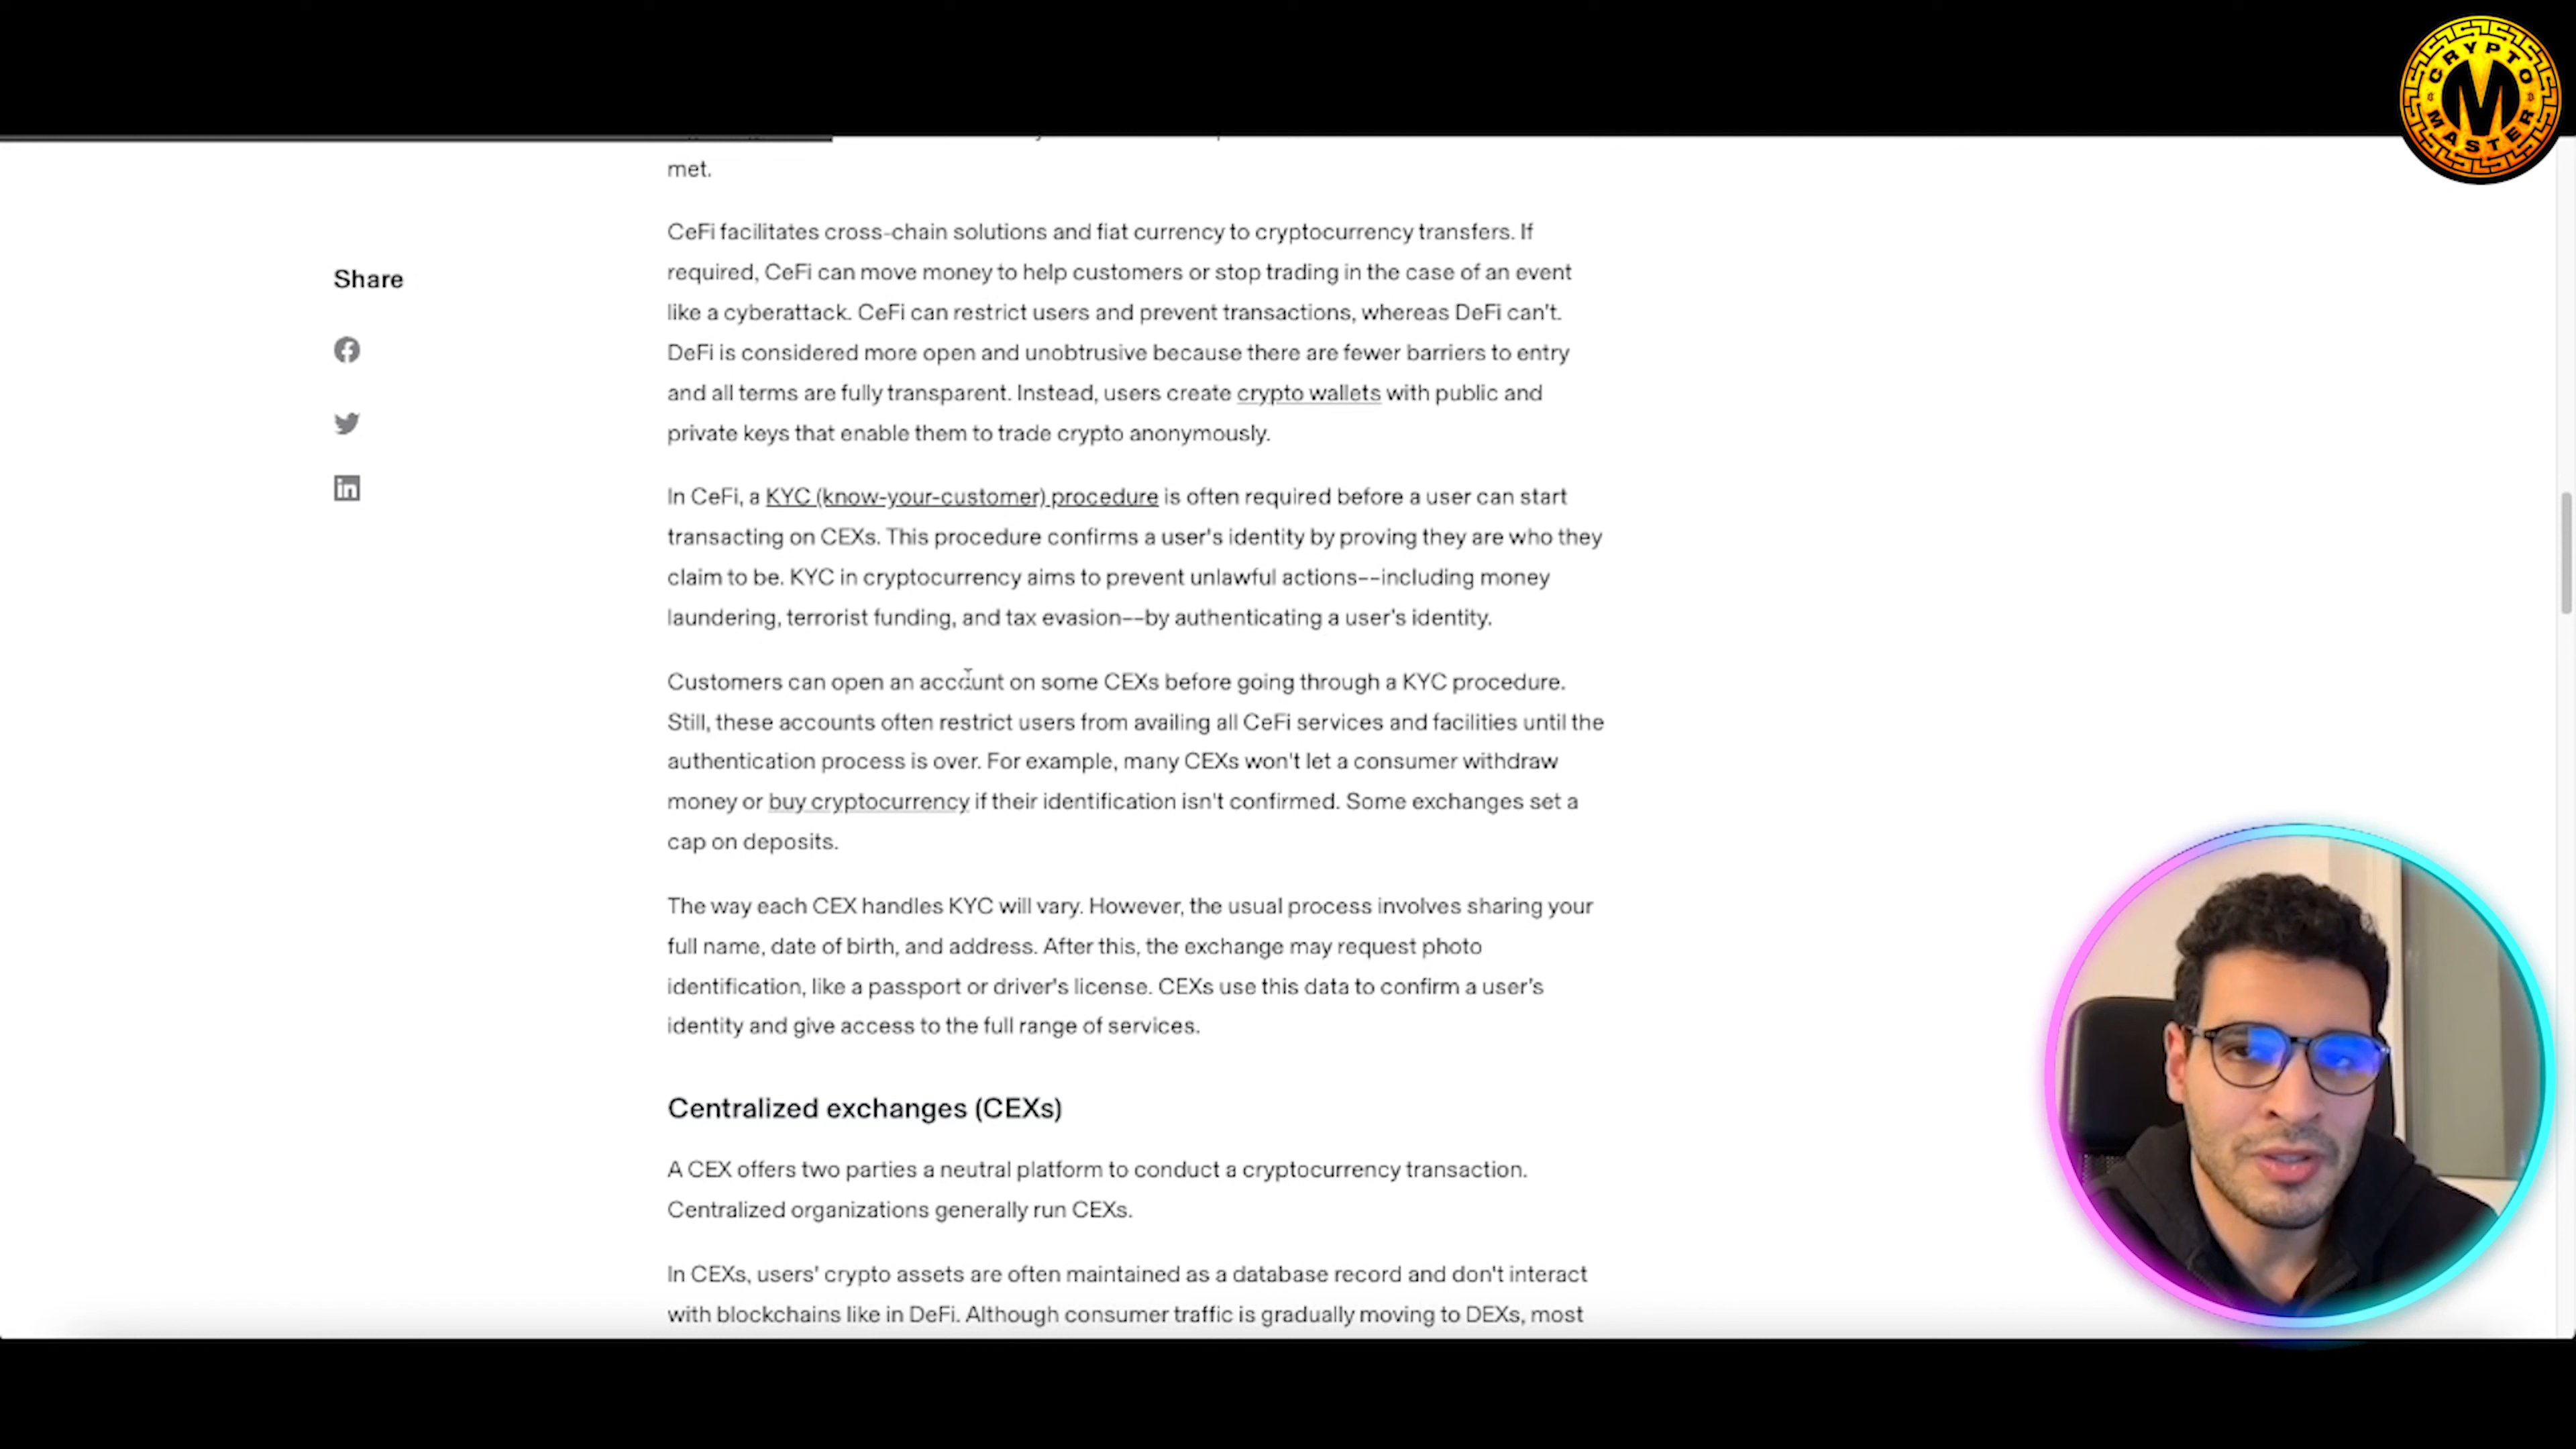 CRYPTO
M
MASTER
met.
CeFi facilitates cross-chain solutions and fiat currency to cryptocurrency transfers. If
required, CeFi can move money to help customers or stop trading in the case of an event
like a cyberattack. CeFi can restrict users and prevent transactions, whereas DeFi can't.
DeFi is considered more open and unobtrusive because there are fewer barriers to entry
and all terms are fully transparent. Instead, users create crypto wallets with public and
private keys that enable them to trade crypto anonymously.
Share
In CeFi, a KYC (know-your-customer) procedure is often required before a user can start
transacting on CEXs. This procedure confirms a user's identity by proving they are who they
claim to be. KYC in cryptocurrency aims to prevent unlawful actions--including money
laundering, terrorist funding, and tax evasion--by authenticating a user's identity.
Customers can open an account on some CEXs before going through a KYC procedure.
Still, these accounts often restrict users from availing all CeFi services and facilities until the
authentication process is over. For example, many CEXs won't let a consumer withdraw
money or buy cryptocurrency if their identification isn't confirmed. Some exchanges set a
cap on deposits.
The way each CEX handles KYC will vary. However, the usual process involves sharing your
full name, date of birth, and address. After this, the exchange may request photo
identification, like a passport or driver's license. CEXs use this data to confirm a user's
identity and give access to the full range of services.
Centralized exchanges (CEXs)
A CEX offers two parties a neutral platform to conduct a cryptocurrency transaction.
Centralized organizations generally run CEXs.
In CEXs, users' crypto assets are often maintained as a database record and don't interact
with blockchains like in DeFi. Although consumer traffic is gradually moving to DEXs, most